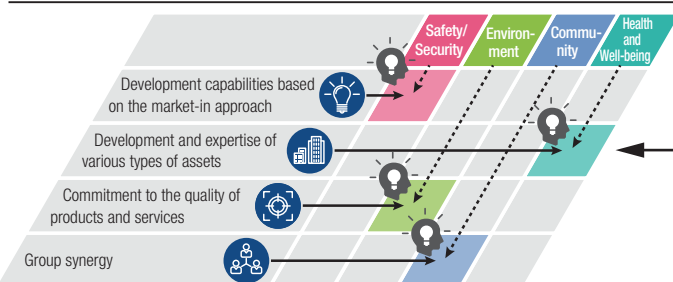 Safety/
Security
Environ-
ment
Commu-
nity
Health
and
Well-being
Development capabilities based
on the market-in approach
Development and expertise of
various types of assets
Commitment to the quality of
products and services
Group synergy